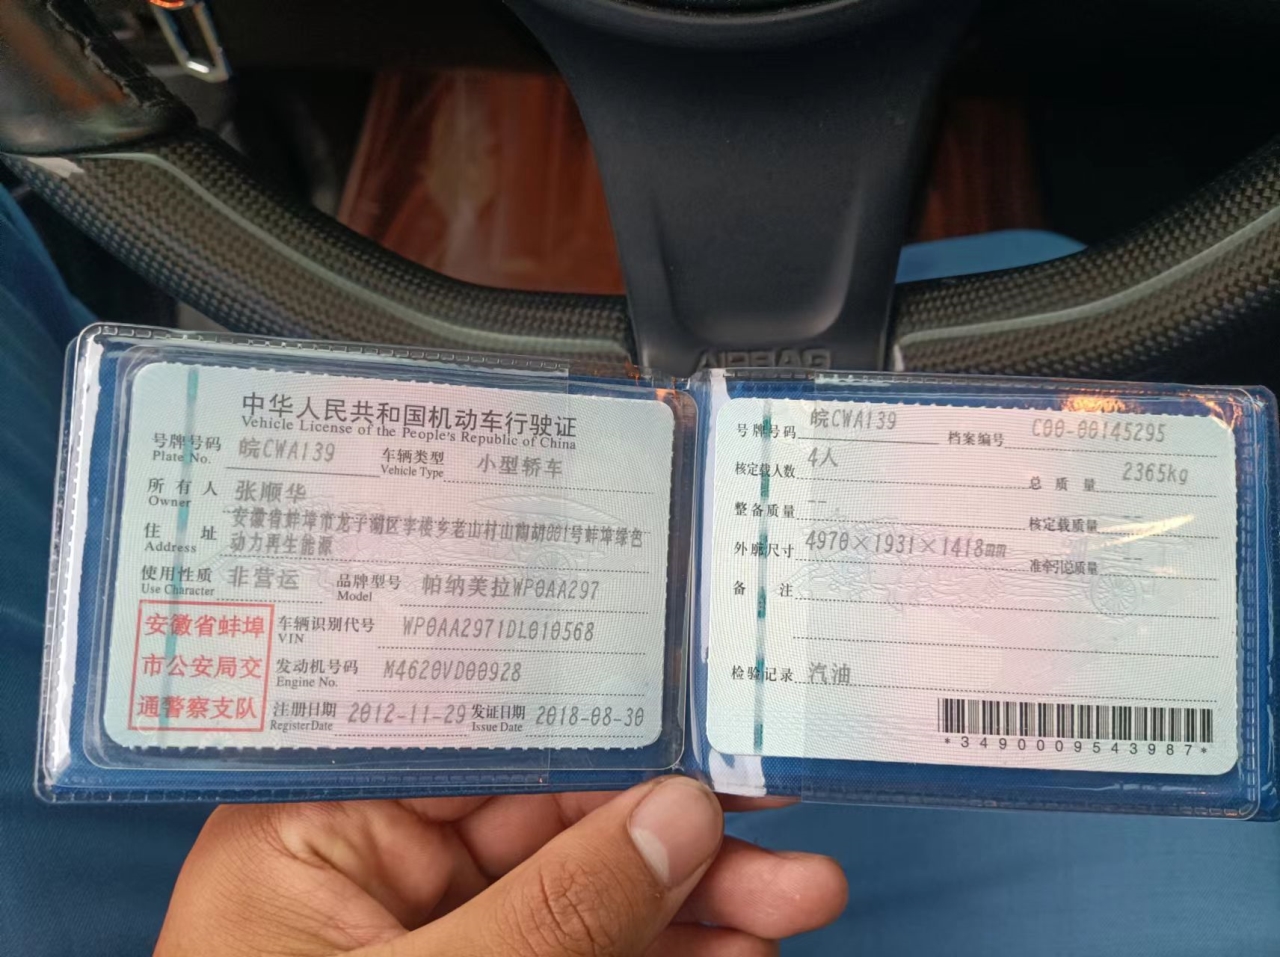 AIRBAG
中华人民共和国机动车行驶证
Vehicle License of the People's Republic of China
号牌号码 皖CWA139 车辆类型 小型轿车
Plate No. Vehicle Type
所有人 张顺华
Owner
住址 安徽省蚌埠市龙子湖区李楼乡老山村山陶胡001号蚌埠绿色
Address 动力再生能源
使用性质 非营运 品牌型号 帕纳美拉WP0AA297
Use Character Model
安徽省蚌埠
市公安局交
通警察支队
车辆识别代号 WP0AA2971DL010568
VIN
发动机号码 M4620VD00928
Engine No.
注册日期 2012-11-29 发证日期 2018-08-30
Register Date Issue Date
号牌号码 皖CWA139 档案编号 C00-00145295
核定载人数 4人 总质量 2365kg
整备质量 -- 核定载质量 --
外廓尺寸 4970×1931×1418mm 准牵引总质量 --
备注
检验记录 汽油
*3490009543987*